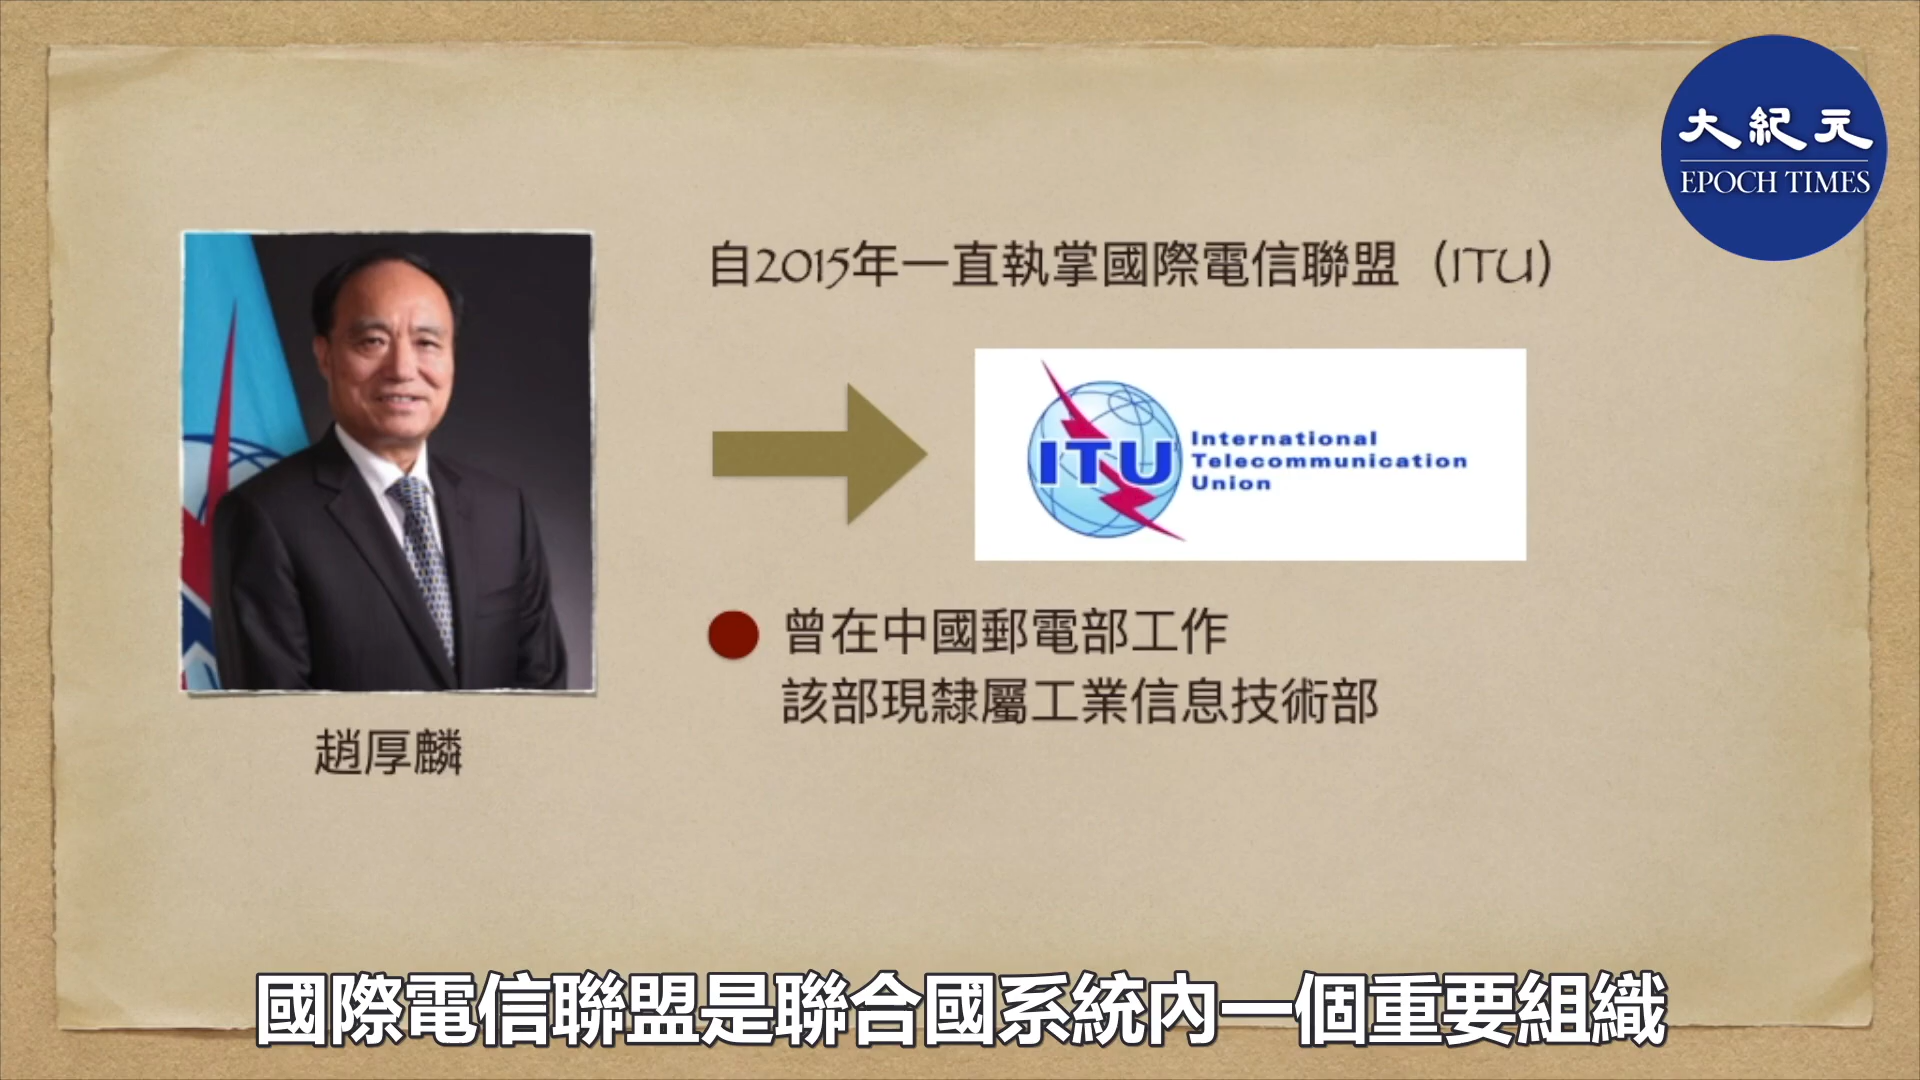 大紀元
EPOCH TIMES
自2015年一直執掌國際電信聯盟（ITU）
ITU
International
Telecommunication
Union
曾在中國郵電部工作
該部現隸屬工業信息技術部
趙厚麟
國際電信聯盟是聯合國系統內一個重要組織